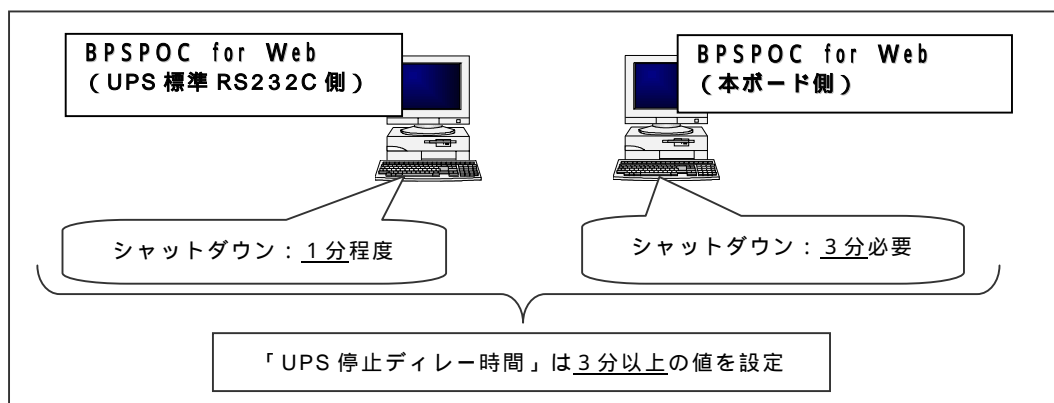 BPSPOC for Web
（UPS 標準 RS232C 側）
BPSPOC for Web
（本ボード側）
シャットダウン：１分程度
シャットダウン：３分必要
「UPS 停止ディレー時間」は３分以上の値を設定